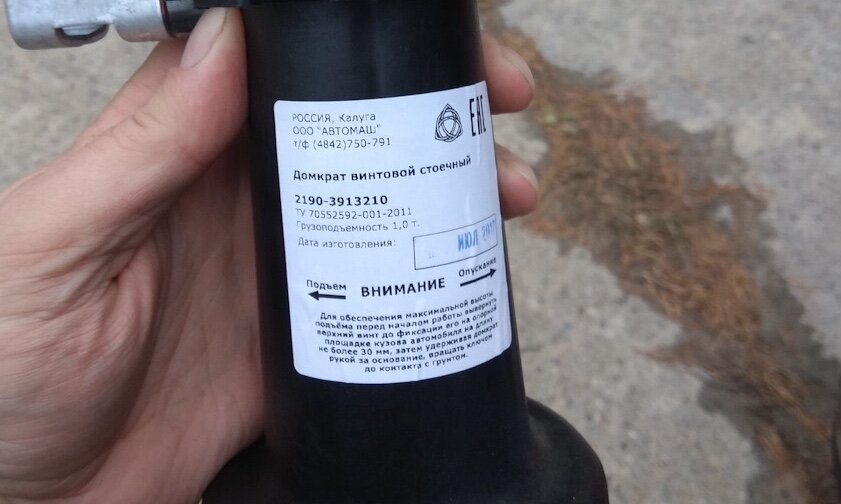 РОССИЯ, Калуга
ООО "АВТОМАШ"
т/ф (4842)750-791
EAC
Домкрат винтовой стоечный
2190-3913210
ТУ 70552592-001-2011
Грузоподъемность 1,0 т.
Дата изготовления:
ИЮЛ
Подъем
Опускание
ВНИМАНИЕ
Для обеспечения максимальной высоты
подъёма перед началом работы вывернуть
верхний винт до фиксации его на опорной
площадке кузова автомобиля на длину
не более 30 мм, затем удерживая домкрат
рукой за основание, вращать ключом
до контакта с грунтом.